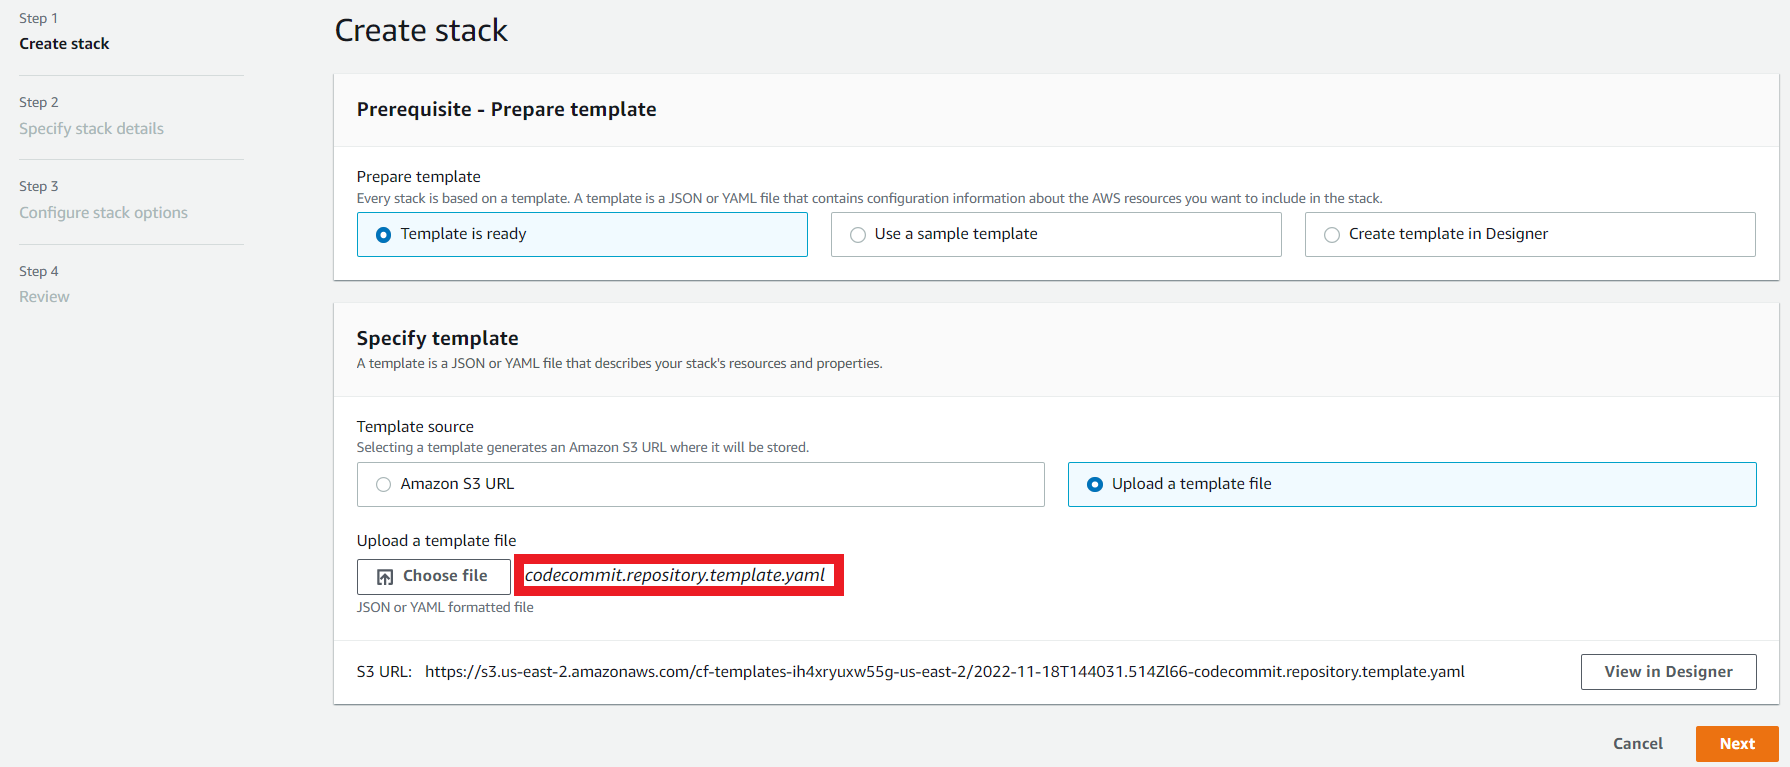 Step 1
Create stack
Step 2
Specify stack details
Step 3
Configure stack options
Step 4
Review
Create stack
Prerequisite - Prepare template
Prepare template
Every stack is based on a template. A template is a JSON or YAML file that contains configuration information about the AWS resources you want to include in the stack.
Template is ready
Use a sample template
Create template in Designer
Specify template
A template is a JSON or YAML file that describes your stack's resources and properties.
Template source
Selecting a template generates an Amazon S3 URL where it will be stored.
Amazon S3 URL
Upload a template file
Upload a template file
Choose file
codecommit.repository.template.yaml
JSON or YAML formatted file
S3 URL: https://s3.us-east-2.amazonaws.com/cf-templates-ih4xryuxw55g-us-east-2/2022-11-18T144031.514Zl66-codecommit.repository.template.yaml
View in Designer
Cancel
Next